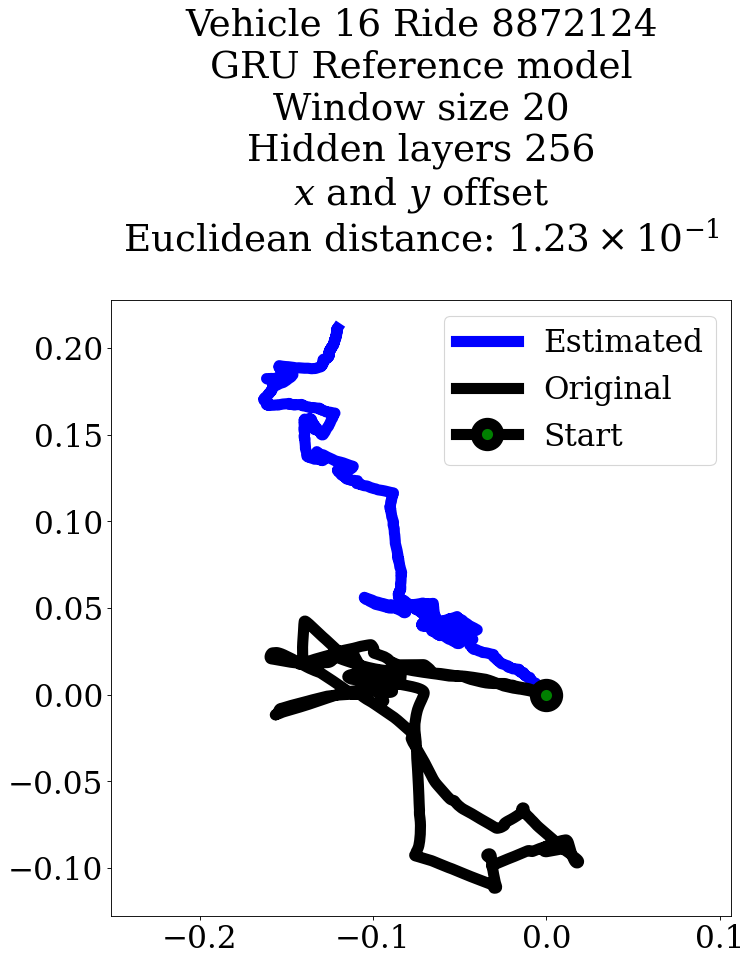 Vehicle 16 Ride 8872124
GRU Reference model
Window size 20
Hidden layers 256
x and y offset
Euclidean distance: 1.23 × 10⁻¹
Estimated
Original
Start
0.20
0.15
0.10
0.05
0.00
−0.05
−0.10
−0.2
−0.1
0.0
0.1